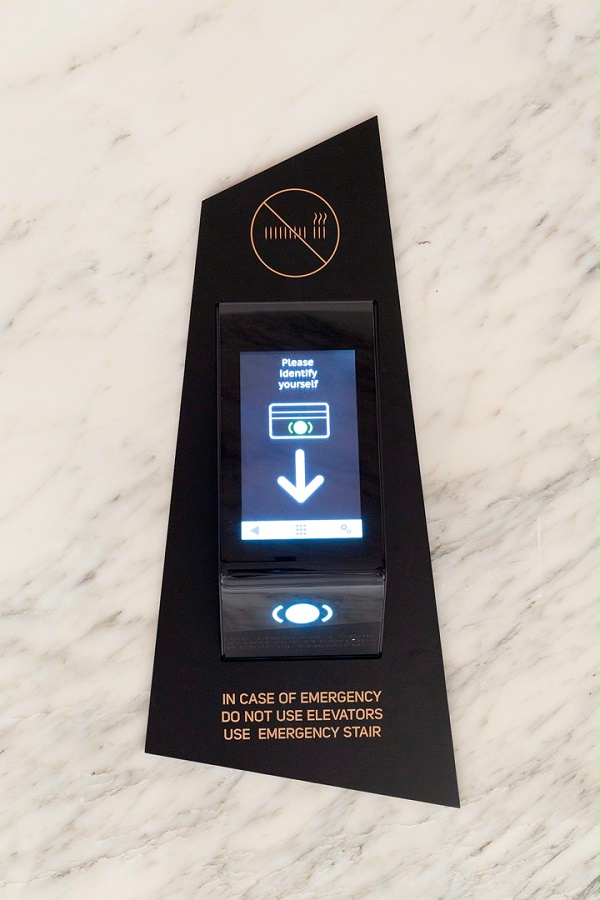 Please
Identify
yourself
IN CASE OF EMERGENCY
DO NOT USE ELEVATORS
USE EMERGENCY STAIR